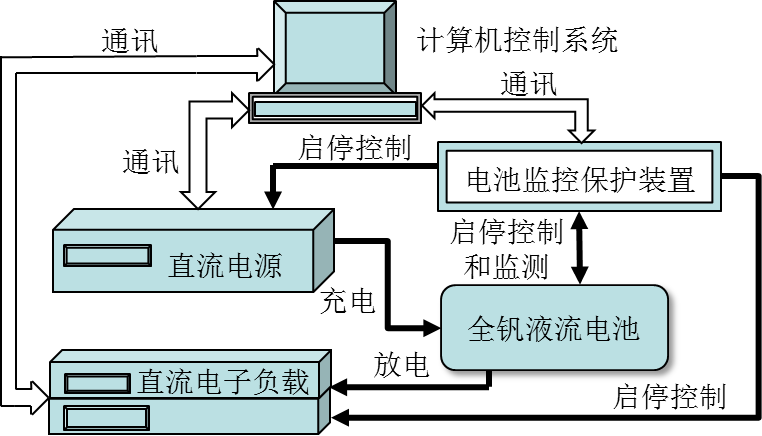 通讯
计算机控制系统
通讯
通讯
启停控制
电池监控保护装置
启停控制
和监测
直流电源
充电
全钒液流电池
放电
直流电子负载
启停控制